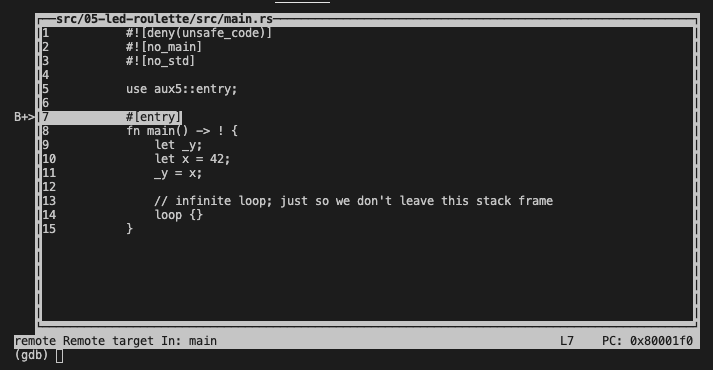 src/05-led-roulette/src/main.rs
1 #![deny(unsafe_code)]
2 #![no_main]
3 #![no_std]
4
5 use aux5::entry;
6
B+>7 #[entry]
8 fn main() -> ! {
9 let _y;
10 let x = 42;
11 _y = x;
12
13 // infinite loop; just so we don't leave this stack frame
14 loop {}
15 }
remote Remote target In: main L7 PC: 0x80001f0
(gdb)